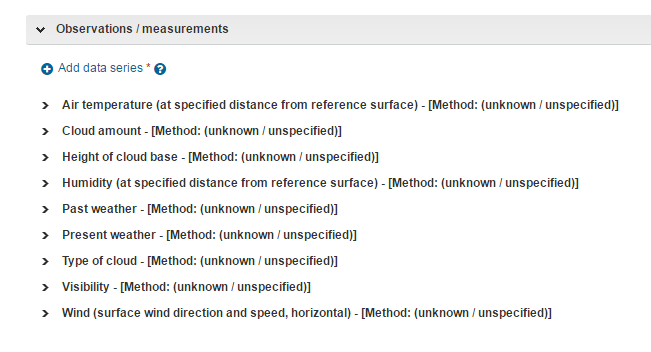 Observations / measurements
Add data series * ?
Air temperature (at specified distance from reference surface) - [Method: (unknown / unspecified)]
Cloud amount - [Method: (unknown / unspecified)]
Height of cloud base - [Method: (unknown / unspecified)]
Humidity (at specified distance from reference surface) - [Method: (unknown / unspecified)]
Past weather - [Method: (unknown / unspecified)]
Present weather - [Method: (unknown / unspecified)]
Type of cloud - [Method: (unknown / unspecified)]
Visibility - [Method: (unknown / unspecified)]
Wind (surface wind direction and speed, horizontal) - [Method: (unknown / unspecified)]